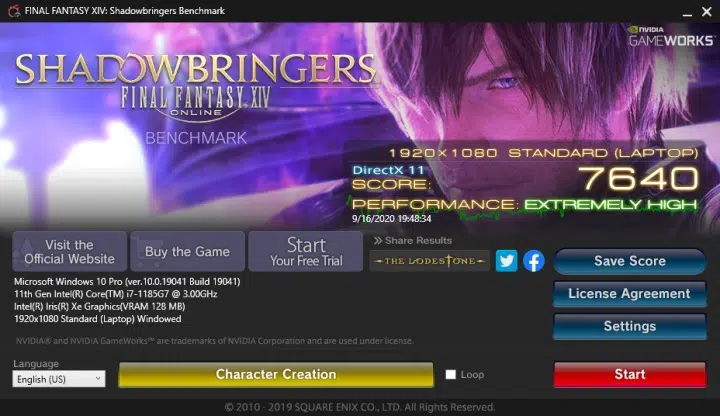 FINAL FANTASY XIV: Shadowbringers Benchmark
NVIDIA
GAMEWORKS™
SHADOWBRINGERS
FINAL FANTASY XIV
ONLINE
BENCHMARK
1920X1080 STANDARD (LAPTOP)
DirectX 11
SCORE: 7640
PERFORMANCE: EXTREMELY HIGH
9/16/2020 19:48:34
Visit the
Official Website
Buy the Game
Start
Your Free Trial
Share Results
THE LODESTONE
Save Score
License Agreement
Settings
Microsoft Windows 10 Pro (ver.10.0.19041 Build 19041)
11th Gen Intel(R) Core(TM) i7-1185G7 @ 3.00GHz
Intel(R) Iris(R) Xe Graphics(VRAM 128 MB)
1920x1080 Standard (Laptop) Windowed
NVIDIA® and NVIDIA GameWorks™ are trademarks of NVIDIA Corporation and are used under license.
Language
English (US)
Character Creation
Loop
Start
© 2010 - 2019 SQUARE ENIX CO., LTD. All Rights Reserved.